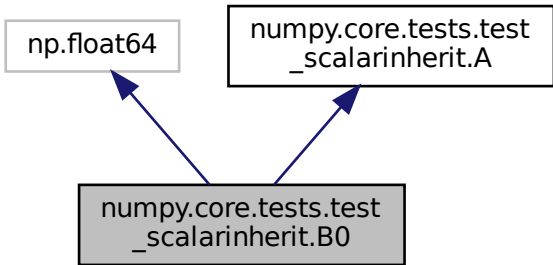 np.float64
numpy.core.tests.test
_scalarinherit.A
numpy.core.tests.test
_scalarinherit.B0